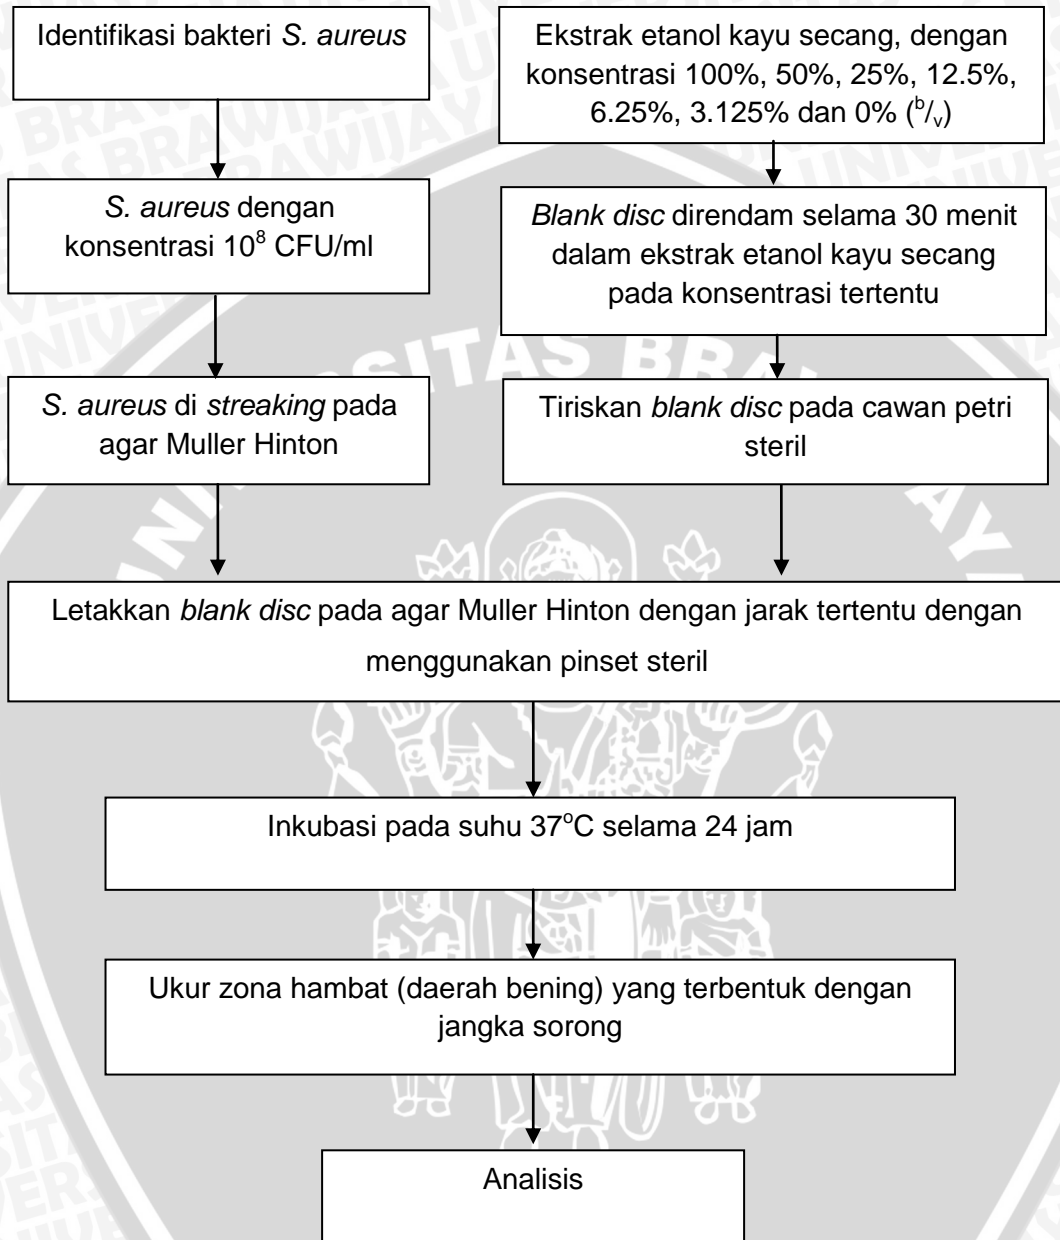 Identifikasi bakteri S. aureus
Ekstrak etanol kayu secang, dengan
konsentrasi 100%, 50%, 25%, 12.5%,
6.25%, 3.125% dan 0% (b/v)
S. aureus dengan
konsentrasi 10⁸ CFU/ml
Blank disc direndam selama 30 menit
dalam ekstrak etanol kayu secang
pada konsentrasi tertentu
S. aureus di streaking pada
agar Muller Hinton
Tiriskan blank disc pada cawan petri
steril
Letakkan blank disc pada agar Muller Hinton dengan jarak tertentu dengan
menggunakan pinset steril
Inkubasi pada suhu 37°C selama 24 jam
Ukur zona hambat (daerah bening) yang terbentuk dengan
jangka sorong
Analisis